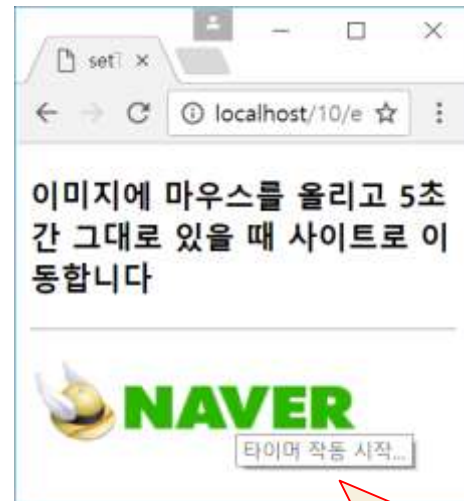 setT
localhost/10/e
이미지에 마우스를 올리고 5초
간 그대로 있을 때 사이트로 이
동합니다
NAVER
타이머 작동 시작...